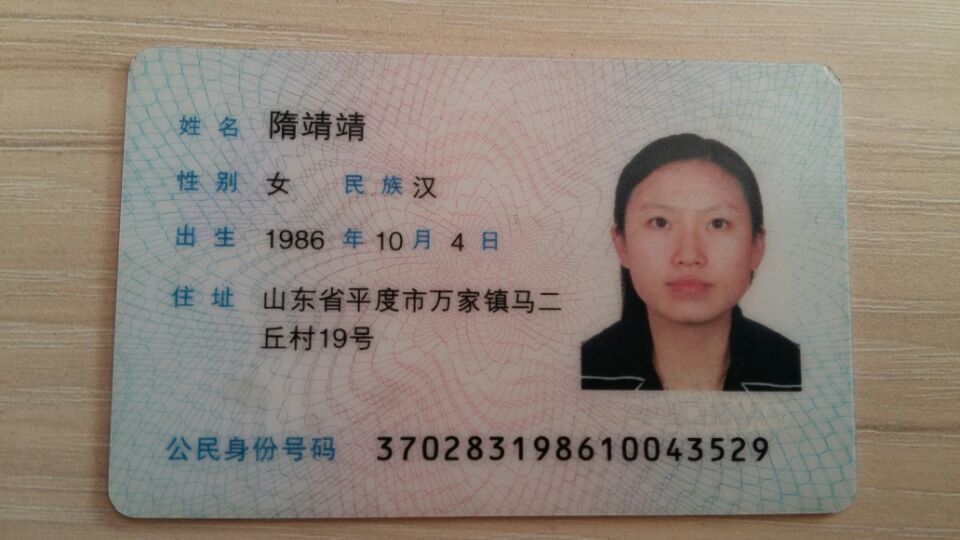 姓名 隋靖靖
性别 女 民族 汉
出生 1986 年 10 月 4 日
住址 山东省平度市万家镇马二
丘村19号
公民身份号码 370283198610043529